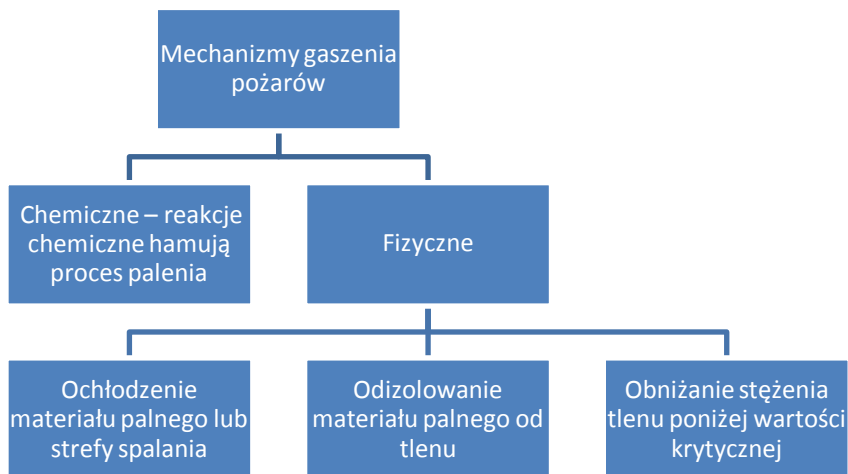 Mechanizmy gaszenia
pożarów
Chemiczne – reakcje
chemiczne hamują
proces palenia
Fizyczne
Ochłodzenie
materiału palnego lub
strefy spalania
Odizolowanie
materiału palnego od
tlenu
Obniżanie stężenia
tlenu poniżej wartości
krytycznej